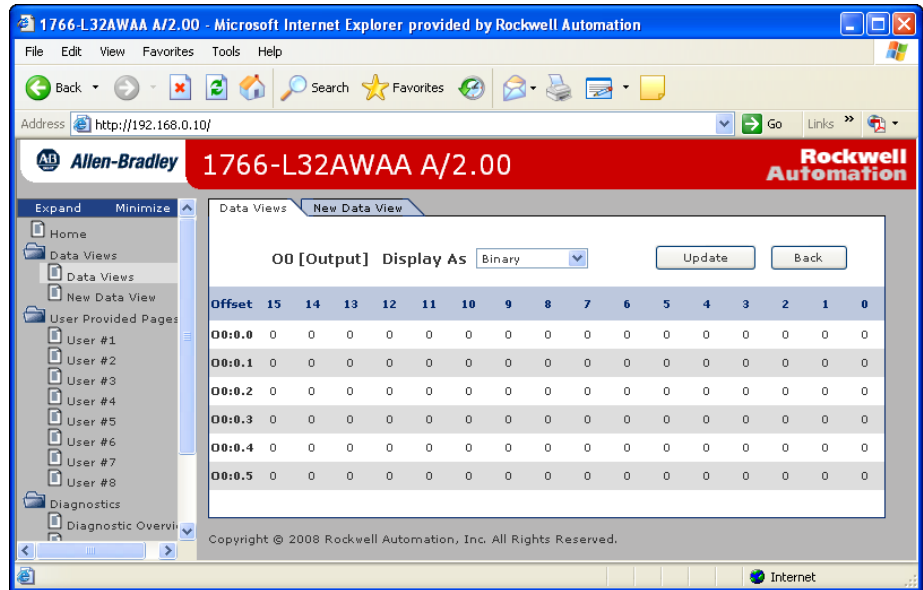 1766-L32AWAA A/2.00 - Microsoft Internet Explorer provided by Rockwell Automation
File Edit View Favorites Tools Help
Back Search Favorites
Address http://192.168.0.10/ Go Links »
AB Allen-Bradley 1766-L32AWAA A/2.00 Rockwell Automation
Expand Minimize
Home
Data Views
Data Views
New Data View
User Provided Pages
User #1
User #2
User #3
User #4
User #5
User #6
User #7
User #8
Diagnostics
Diagnostic Overvi
Data Views New Data View
O0 [Output] Display As Binary Update Back
Offset 15 14 13 12 11 10 9 8 7 6 5 4 3 2 1 0
O0:0.0 0 0 0 0 0 0 0 0 0 0 0 0 0 0 0 0
O0:0.1 0 0 0 0 0 0 0 0 0 0 0 0 0 0 0 0
O0:0.2 0 0 0 0 0 0 0 0 0 0 0 0 0 0 0 0
O0:0.3 0 0 0 0 0 0 0 0 0 0 0 0 0 0 0 0
O0:0.4 0 0 0 0 0 0 0 0 0 0 0 0 0 0 0 0
O0:0.5 0 0 0 0 0 0 0 0 0 0 0 0 0 0 0 0
Copyright © 2008 Rockwell Automation, Inc. All Rights Reserved.
Internet